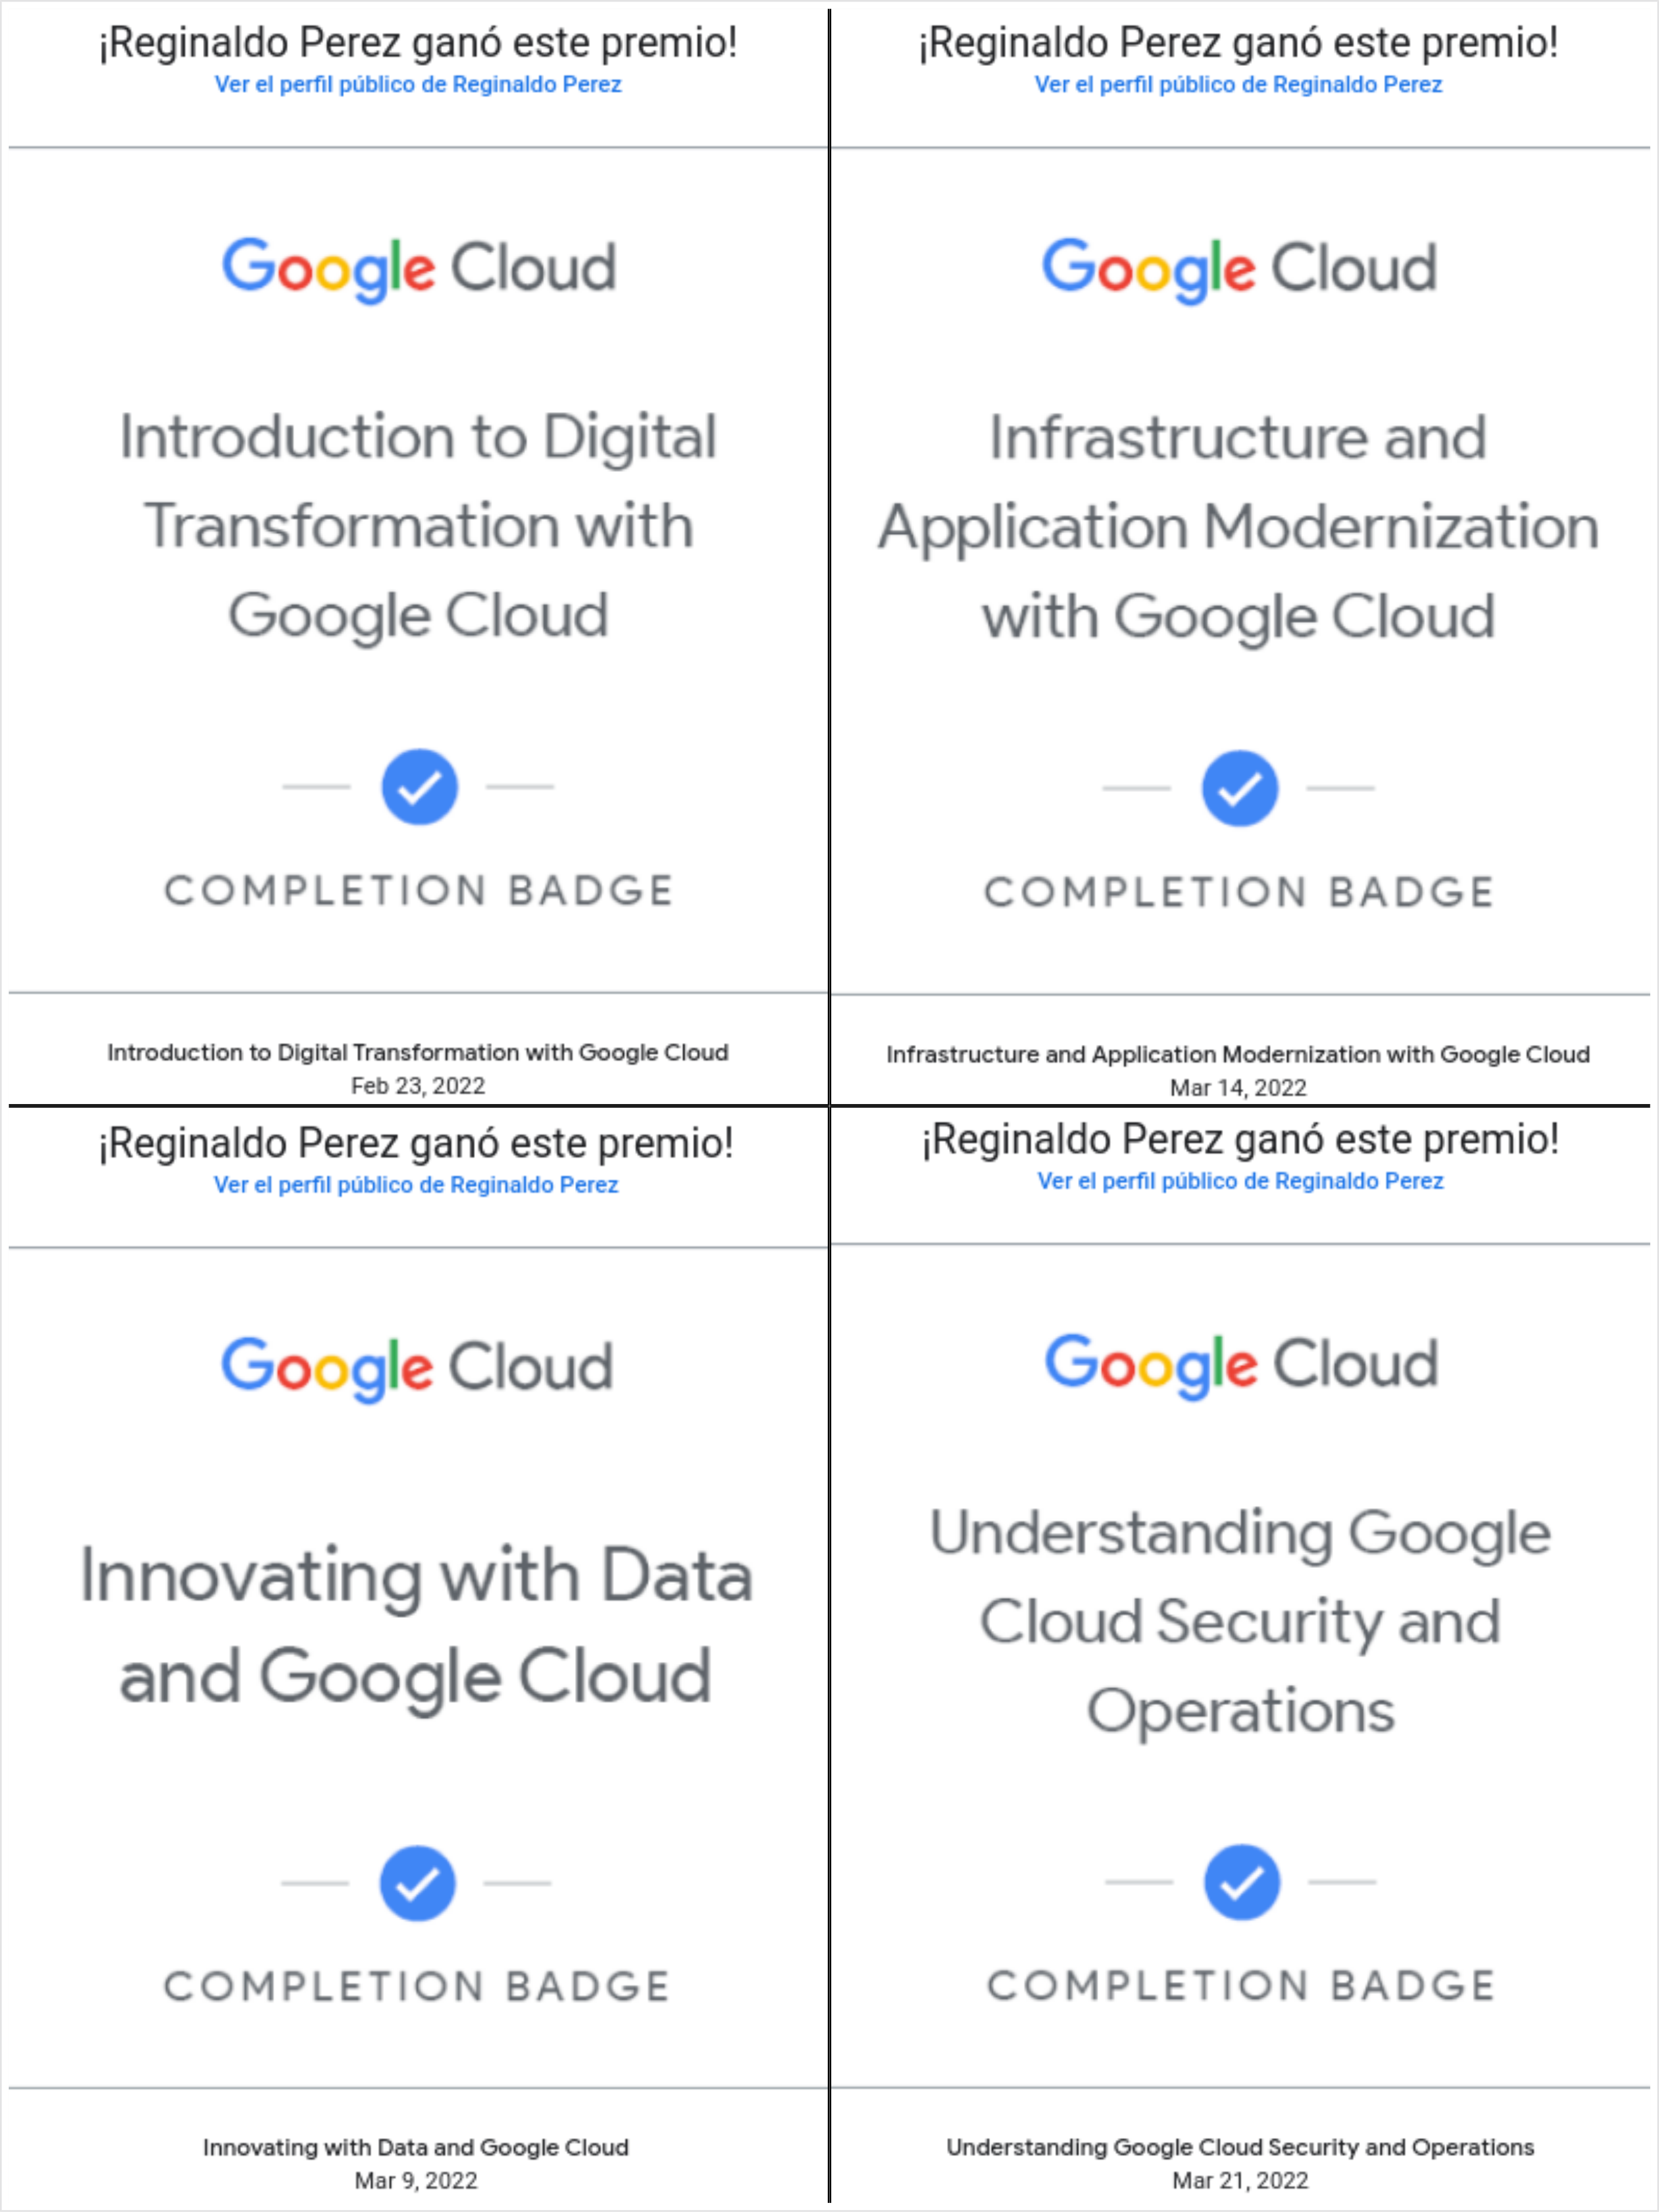 ¡Reginaldo Perez ganó este premio!
Ver el perfil público de Reginaldo Perez
Google Cloud
Introduction to Digital
Transformation with
Google Cloud
COMPLETION BADGE
Introduction to Digital Transformation with Google Cloud
Feb 23, 2022
¡Reginaldo Perez ganó este premio!
Ver el perfil público de Reginaldo Perez
Google Cloud
Infrastructure and
Application Modernization
with Google Cloud
COMPLETION BADGE
Infrastructure and Application Modernization with Google Cloud
Mar 14, 2022
¡Reginaldo Perez ganó este premio!
Ver el perfil público de Reginaldo Perez
Google Cloud
Innovating with Data
and Google Cloud
COMPLETION BADGE
Innovating with Data and Google Cloud
Mar 9, 2022
¡Reginaldo Perez ganó este premio!
Ver el perfil público de Reginaldo Perez
Google Cloud
Understanding Google
Cloud Security and
Operations
COMPLETION BADGE
Understanding Google Cloud Security and Operations
Mar 21, 2022